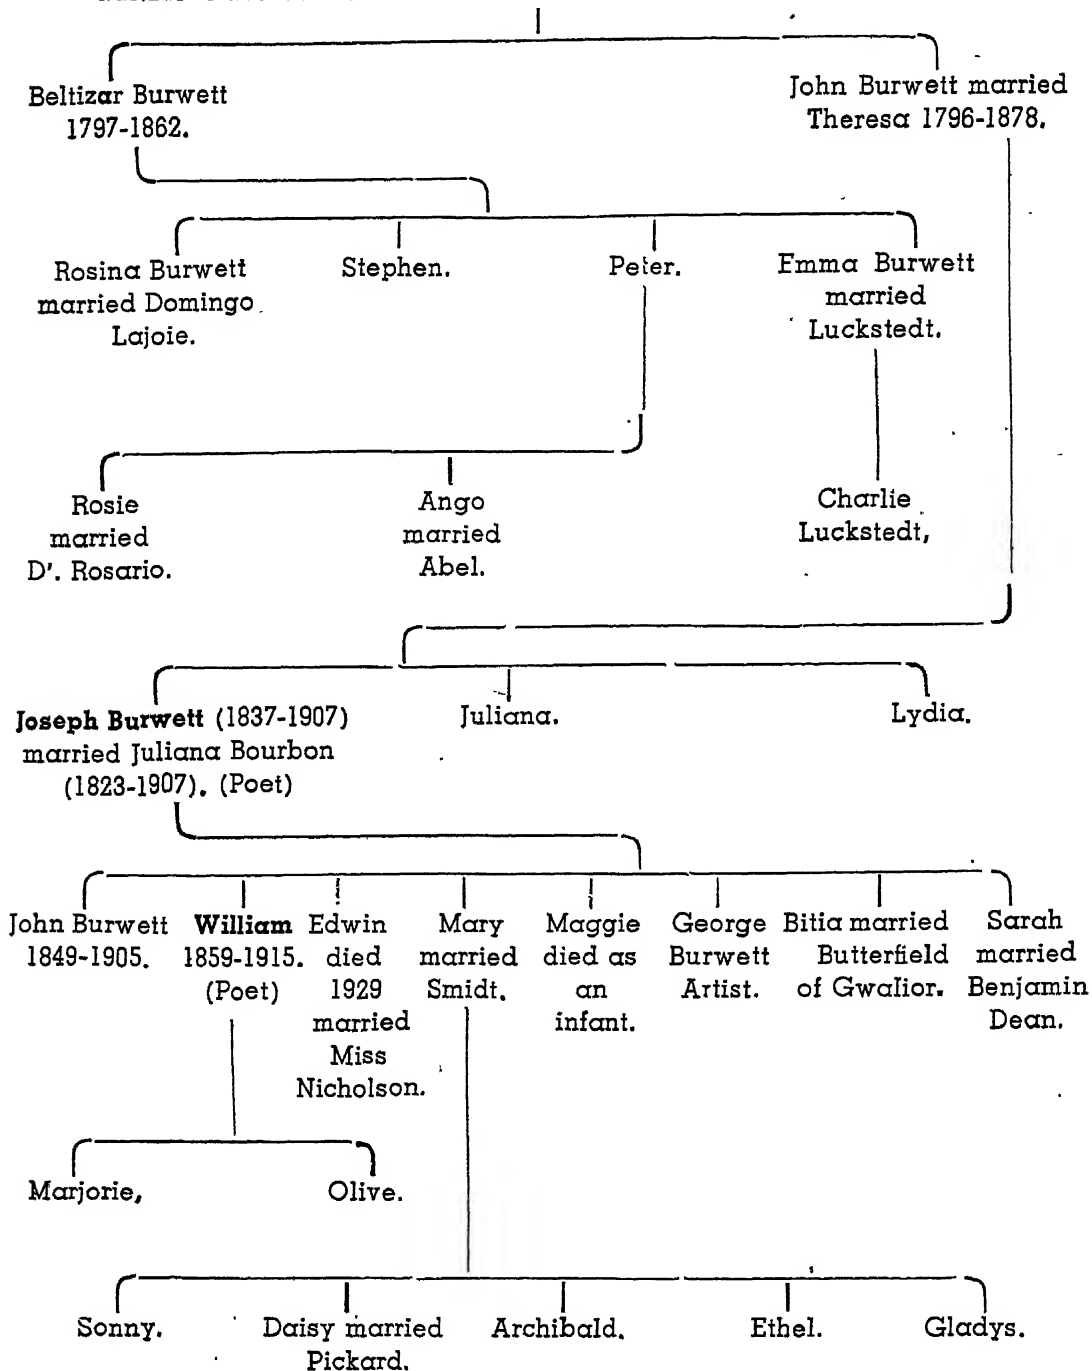 Beltizar Burwett
1797-1862.
John Burwett married
Theresa 1796-1878.
Rosina Burwett
married Domingo
Lajoie.
Stephen.
Peter.
Emma Burwett
married
Luckstedt.
Rosie
married
D'. Rosario.
Ango
married
Abel.
Charlie
Luckstedt,
Joseph Burwett (1837-1907)
married Juliana Bourbon
(1823-1907). (Poet)
Juliana.
Lydia.
John Burwett
1849-1905.
William
1859-1915.
(Poet)
Edwin
died
1929
married
Miss
Nicholson.
Mary
married
Smidt.
Maggie
died as
an
infant.
George
Burwett
Artist.
Bitia married
Butterfield
of Gwalior.
Sarah
married
Benjamin
Dean.
Marjorie,
Olive.
Sonny.
Daisy married
Pickard.
Archibald.
Ethel.
Gladys.